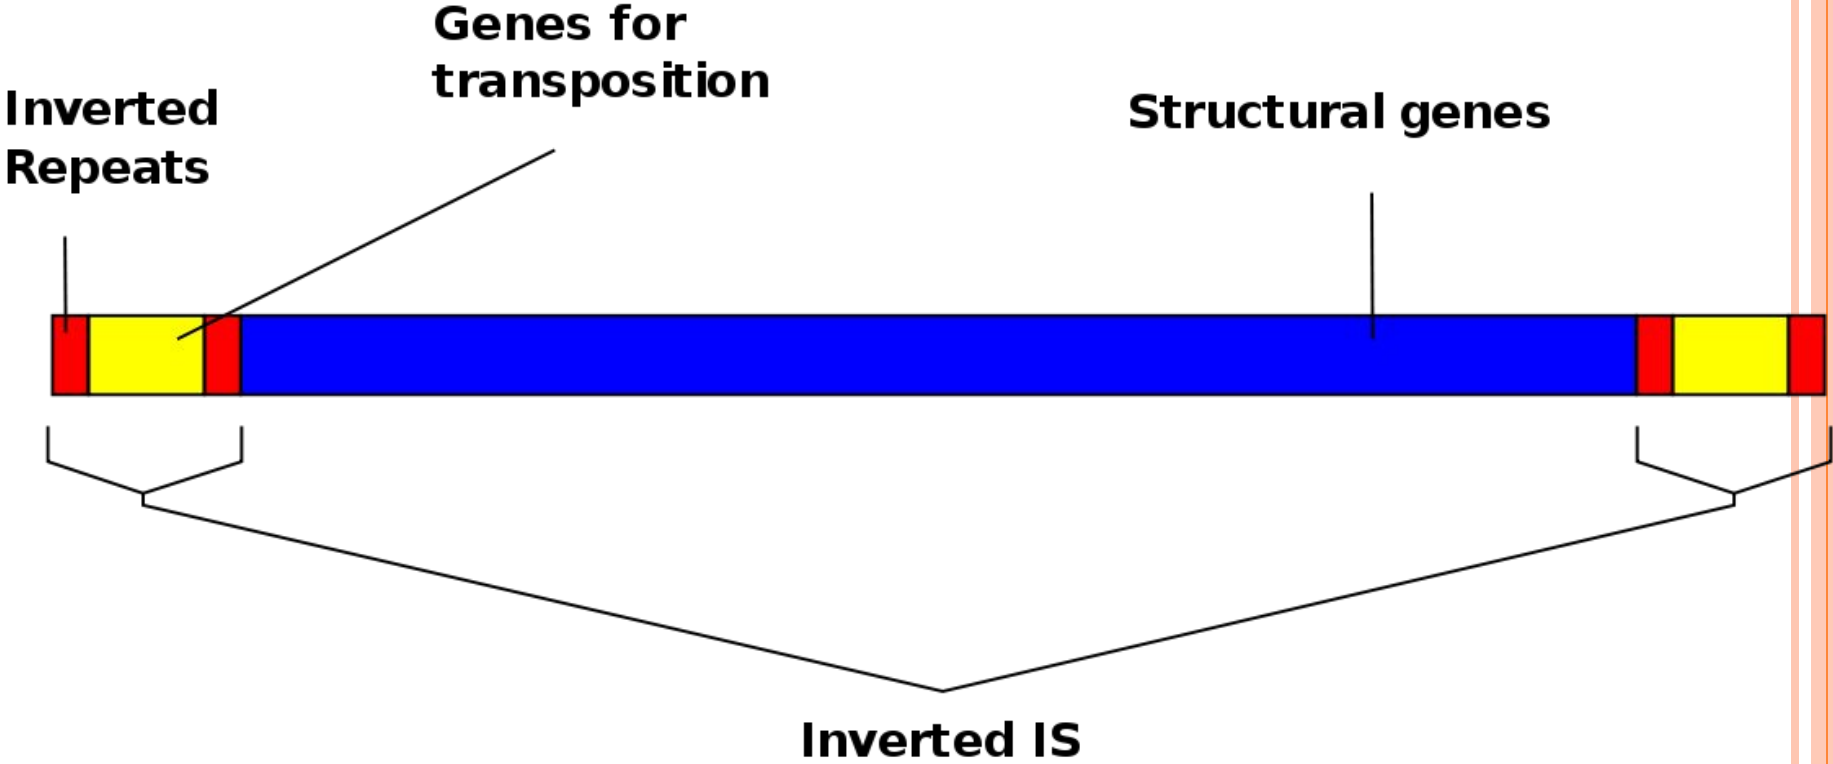 Genes for
transposition
Inverted
Repeats
Structural genes
Inverted IS